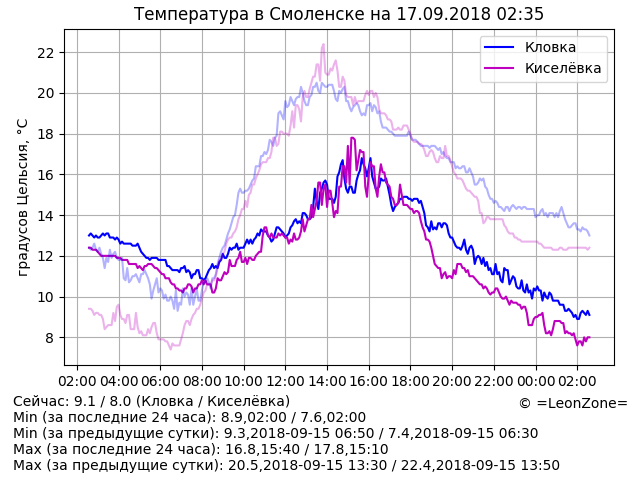 Температура в Смоленске на 17.09.2018 02:35
Кловка
Киселёвка
градусов Цельсия, °C
22
20
18
16
14
12
10
8
02:00 04:00 06:00 08:00 10:00 12:00 14:00 16:00 18:00 20:00 22:00 00:00 02:00
Сейчас: 9.1 / 8.0 (Кловка / Киселёвка)
© =LeonZone=
Min (за последние 24 часа): 8.9,02:00 / 7.6,02:00
Min (за предыдущие сутки): 9.3,2018-09-15 06:50 / 7.4,2018-09-15 06:30
Max (за последние 24 часа): 16.8,15:40 / 17.8,15:10
Max (за предыдущие сутки): 20.5,2018-09-15 13:30 / 22.4,2018-09-15 13:50